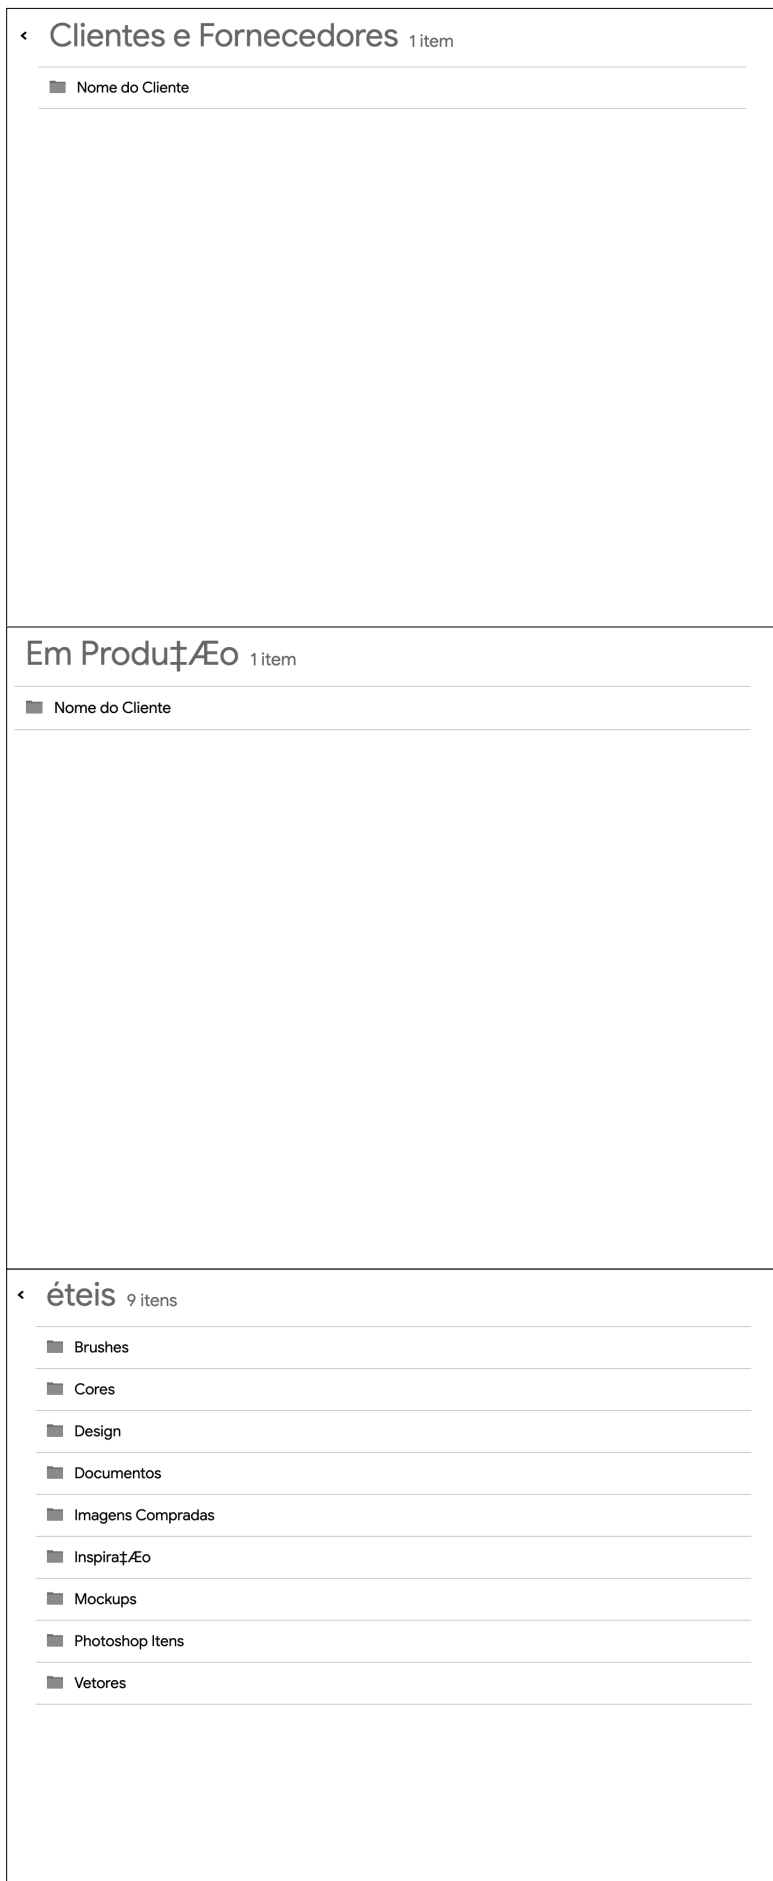 Clientes e Fornecedores 1 item
Nome do Cliente
Em Produ‡Æo 1 item
Nome do Cliente
éteis 9 itens
Brushes
Cores
Design
Documentos
Imagens Compradas
Inspira‡Æo
Mockups
Photoshop Itens
Vetores